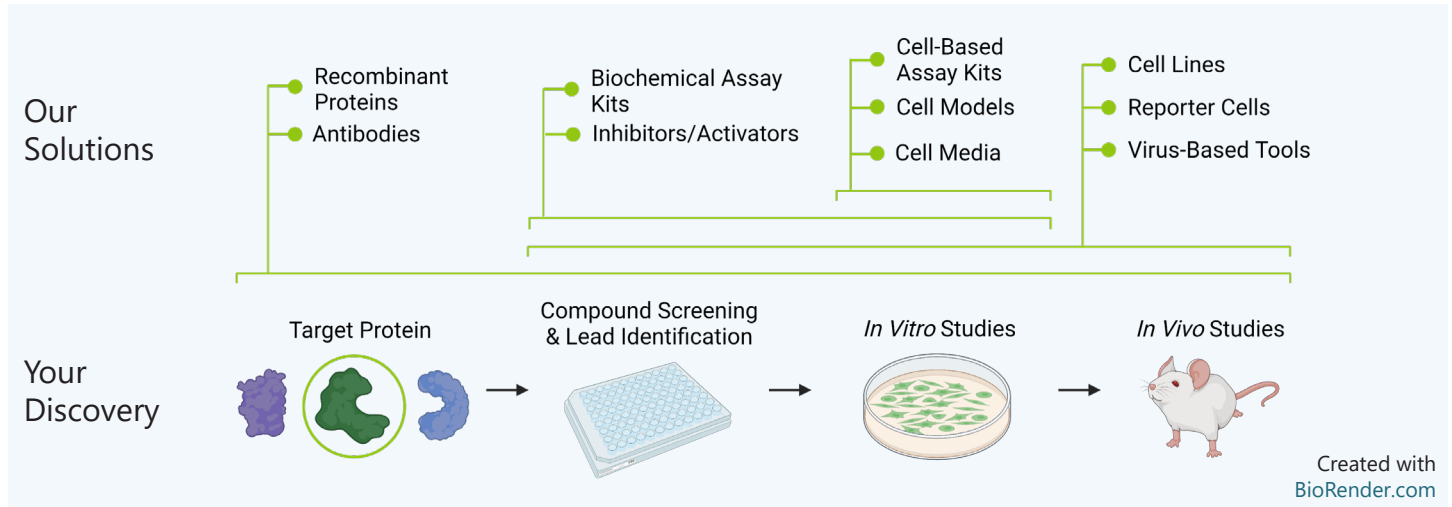 Our
Solutions
Recombinant
Proteins
Antibodies
Biochemical Assay
Kits
Inhibitors/Activators
Cell-Based
Assay Kits
Cell Models
Cell Media
Cell Lines
Reporter Cells
Virus-Based Tools
Your
Discovery
Target Protein
Compound Screening
& Lead Identification
In Vitro Studies
In Vivo Studies
Created with
BioRender.com